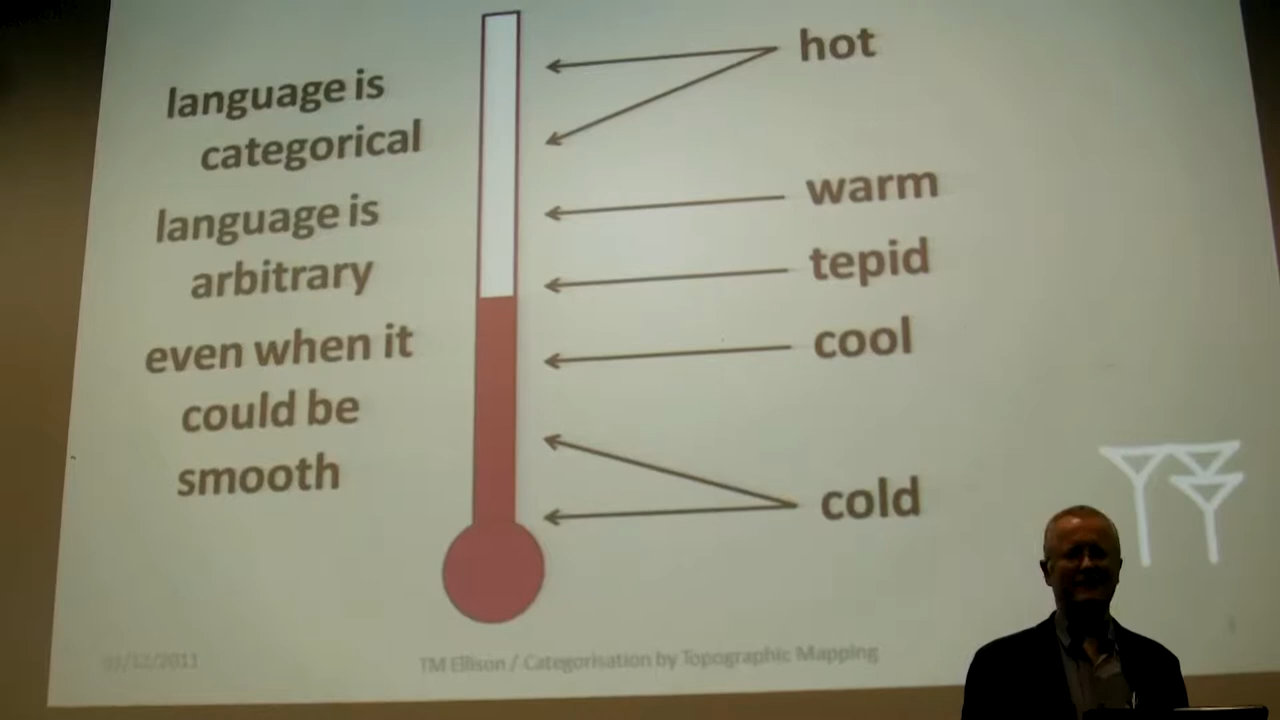 language is
categorical
language is
arbitrary
even when it
could be
smooth
hot
warm
tepid
cool
cold
TM Ellison / Categorisation by Topographic Mapping